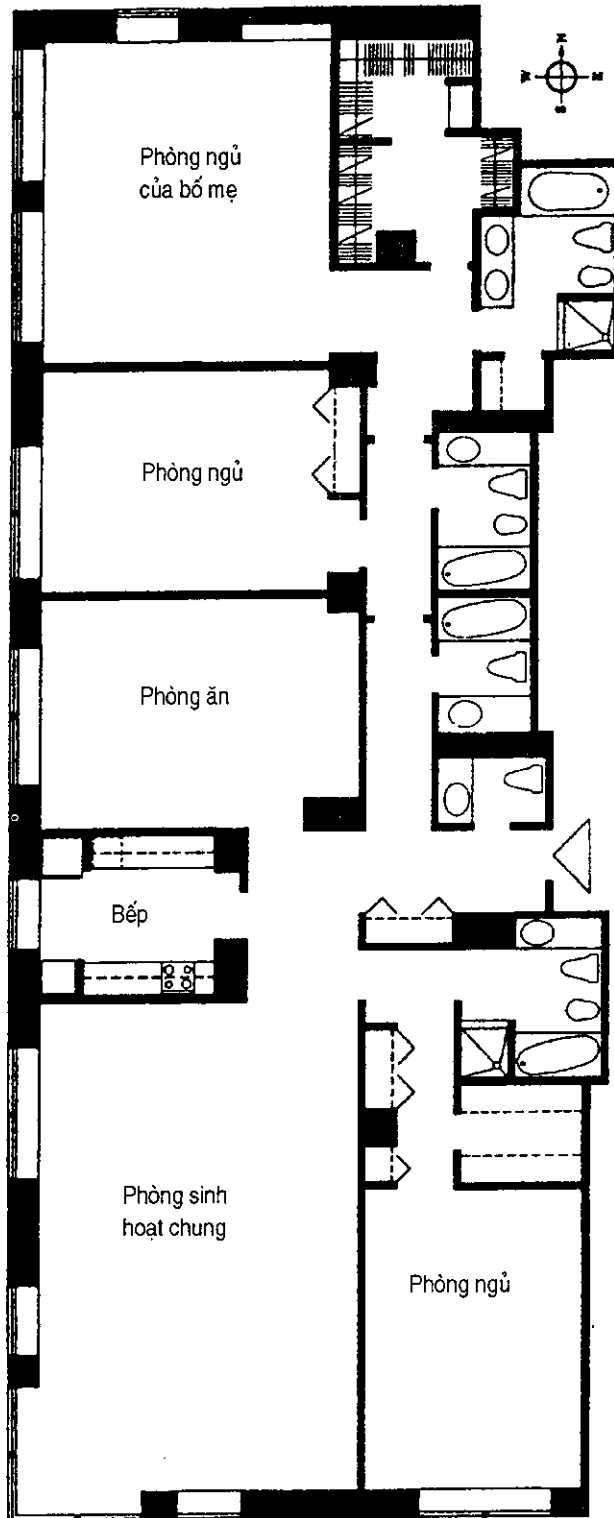 N
W
E
S
Phòng ngủ
của bố mẹ
Phòng ngủ
Phòng ăn
Bếp
Phòng sinh
hoạt chung
Phòng ngủ